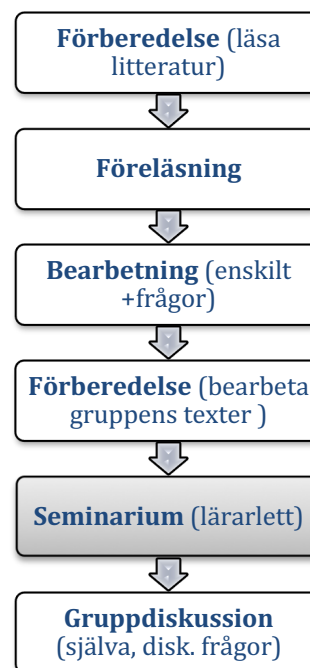 Förberedelse (läsa
litteratur)
Föreläsning
Bearbetning (enskilt
+frågor)
Förberedelse (bearbeta
gruppens texter )
Seminarium (lärarlett)
Gruppdiskussion
(själva, disk. frågor)